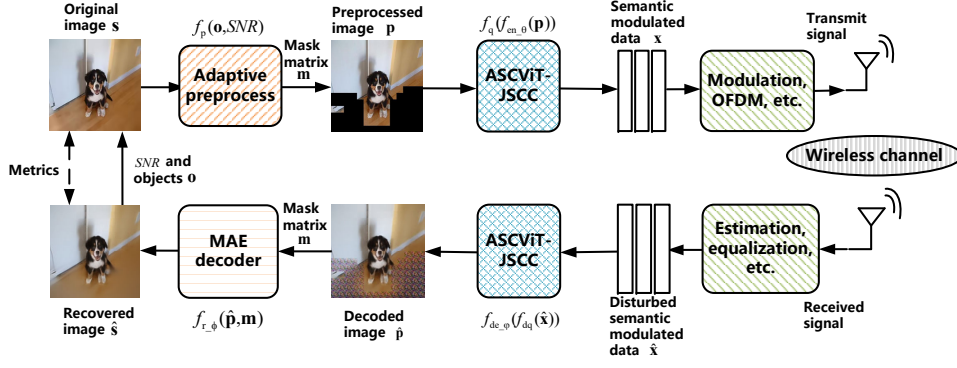 Original
image s
f_p(o,SNR)
Adaptive
preprocess
Mask
matrix
m
Preprocessed
image p
f_q(f_en_θ(p))
ASCViT-
JSCC
Semantic
modulated
data x
Modulation,
OFDM, etc.
Transmit
signal
Wireless channel
Metrics
SNR and
objects o
Recovered
image ŝ
MAE
decoder
f_r_ϕ(p̂,m)
Mask
matrix
m
Decoded
image p̂
ASCViT-
JSCC
f_de_φ(f_dq(x̂))
Disturbed
semantic
modulated
data x̂
Estimation,
equalization,
etc.
Received
signal